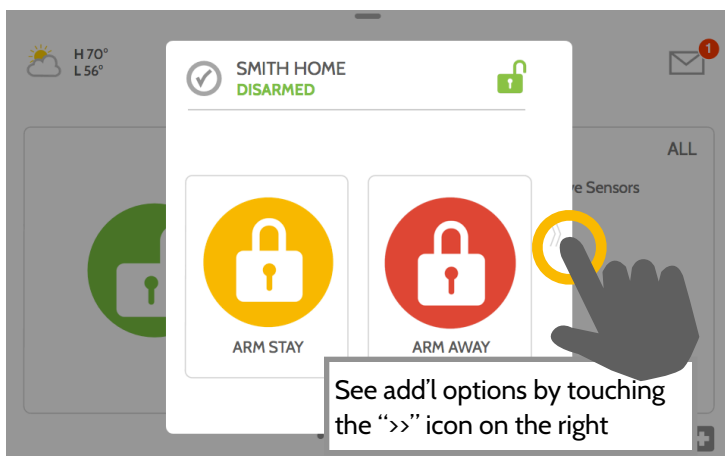 H 70°
L 56°
1
SMITH HOME
DISARMED
ALL
ve Sensors
ARM STAY
ARM AWAY
See add’l options by touching
the “>>” icon on the right